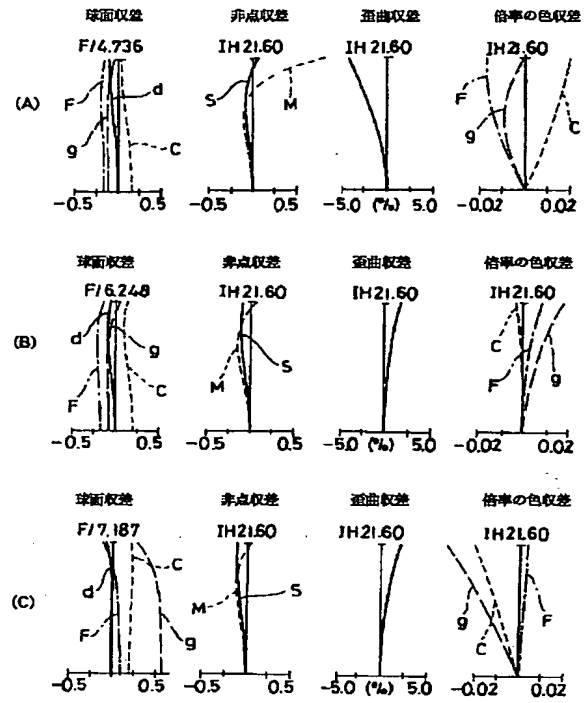 球面収差 非点収差 歪曲収差 倍率の色収差
F/4.736 IH21.60 IH21.60 IH21.60
(A)
F d g C
S M
F g C
-0.5 0.5 -0.5 0.5 -5.0 (%) 5.0 -0.02 0.02
球面収差 非点収差 歪曲収差 倍率の色収差
F/6.248 IH21.60 IH21.60 IH21.60
(B)
d g F C
M S
C F g
-0.5 0.5 -0.5 0.5 -5.0 (%) 5.0 -0.02 0.02
球面収差 非点収差 歪曲収差 倍率の色収差
F/7.187 IH21.60 IH21.60 IH21.60
(C)
d C F g
M S
g C F
-0.5 0.5 -0.5 0.5 -5.0 (%) 5.0 -0.02 0.02